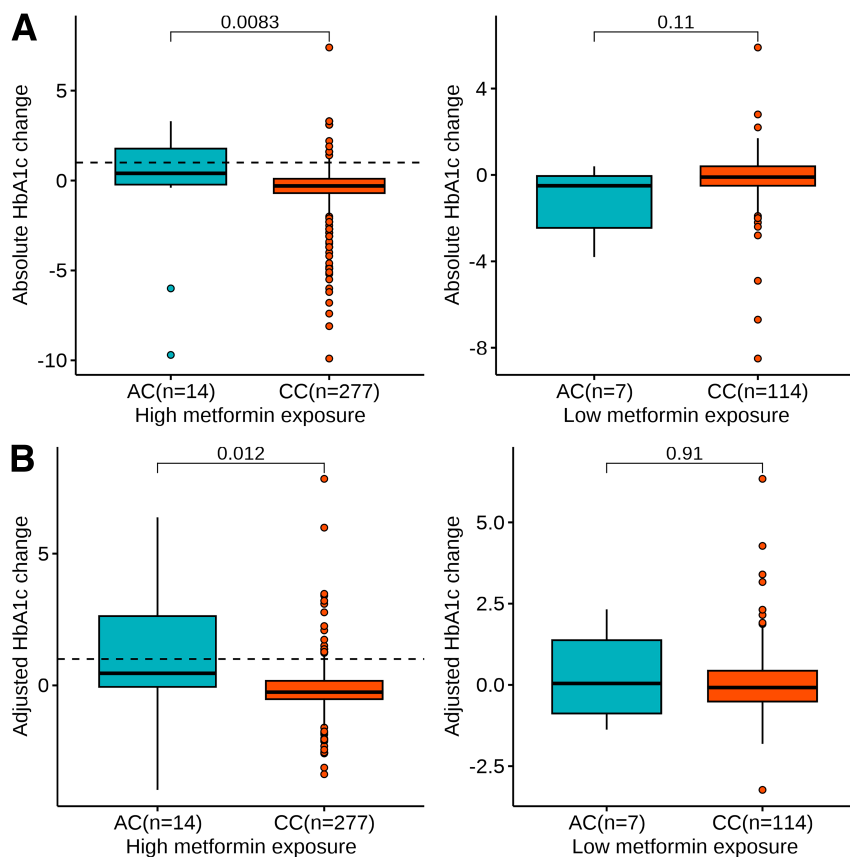 A
0.0083
0.11
Absolute HbA1c change
5
0
-5
-10
AC(n=14)
CC(n=277)
High metformin exposure
Absolute HbA1c change
4
0
-4
-8
AC(n=7)
CC(n=114)
Low metformin exposure
B
0.012
0.91
Adjusted HbA1c change
5
0
AC(n=14)
CC(n=277)
High metformin exposure
Adjusted HbA1c change
5.0
2.5
0.0
-2.5
AC(n=7)
CC(n=114)
Low metformin exposure